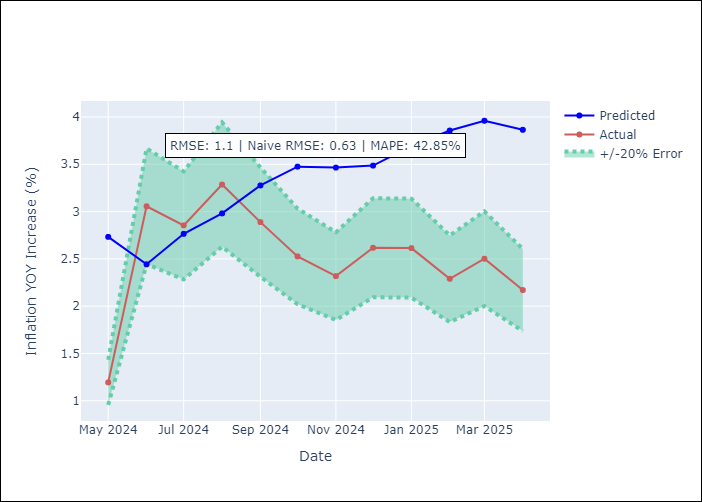 4
3.5
3
2.5
2
1.5
1
Inflation YOY Increase (%)
RMSE: 1.1 | Naive RMSE: 0.63 | MAPE: 42.85%
Predicted
Actual
+/-20% Error
May 2024
Jul 2024
Sep 2024
Nov 2024
Jan 2025
Mar 2025
Date